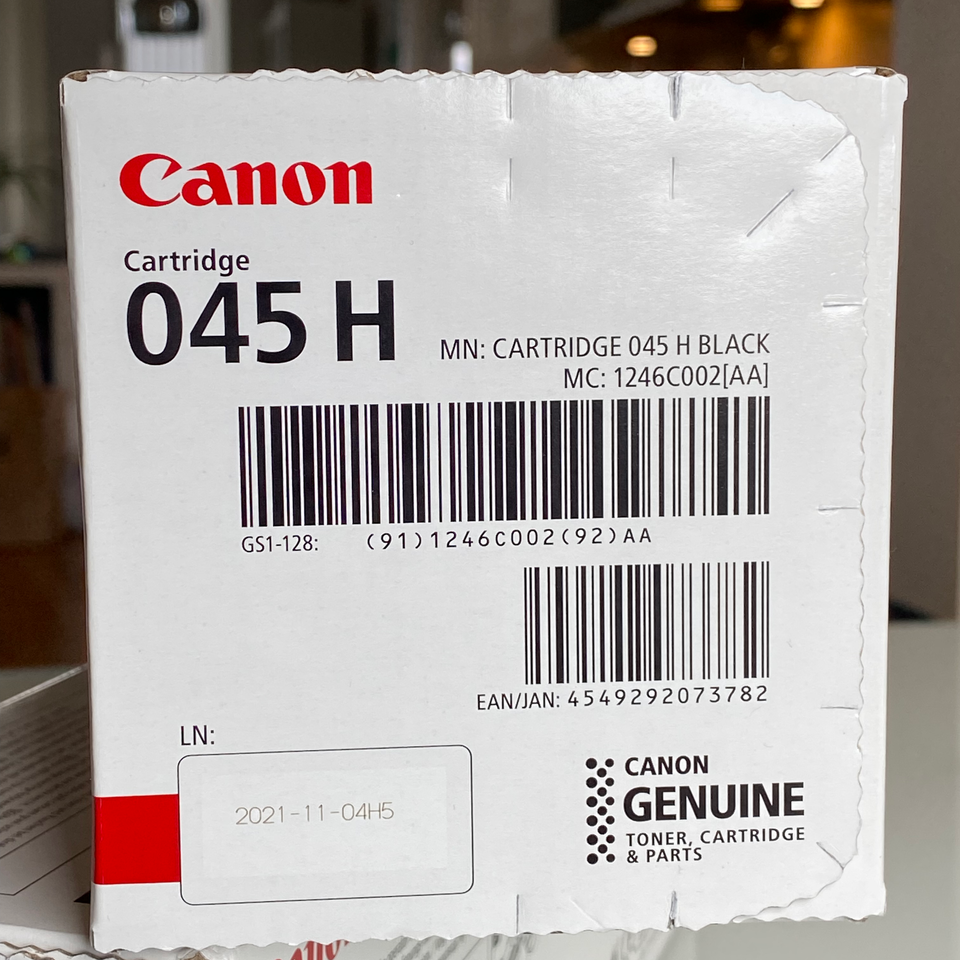 Canon
Cartridge
045 H
MN: CARTRIDGE 045 H BLACK
MC: 1246C002[AA]
GS1-128: (91)1246C002(92)AA
EAN/JAN: 4549292073782
LN:
2021-11-04H5
CANON
GENUINE
TONER, CARTRIDGE
& PARTS